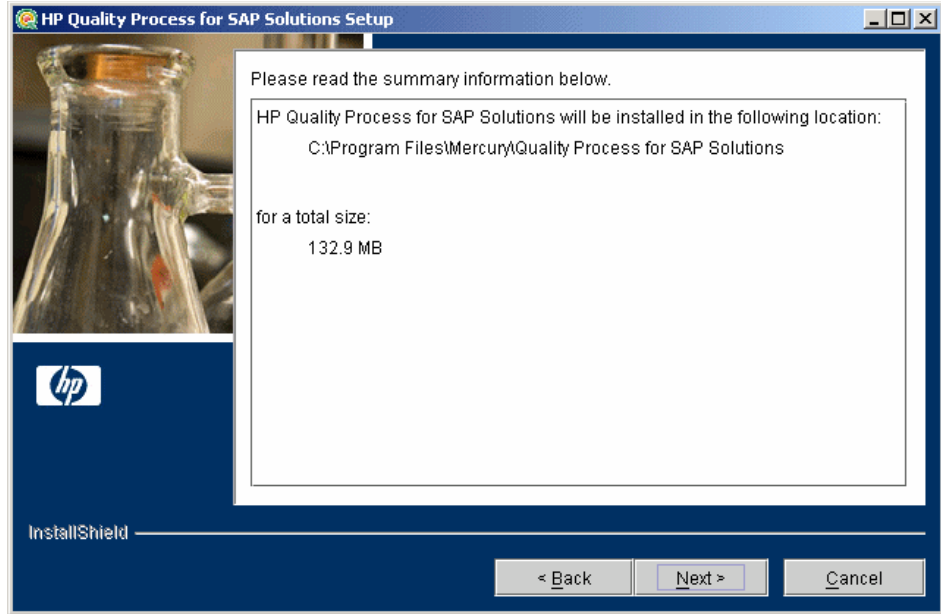 HP Quality Process for SAP Solutions Setup
Please read the summary information below.
HP Quality Process for SAP Solutions will be installed in the following location:
C:\Program Files\Mercury\Quality Process for SAP Solutions
for a total size:
132.9 MB
hp
InstallShield
< Back
Next >
Cancel